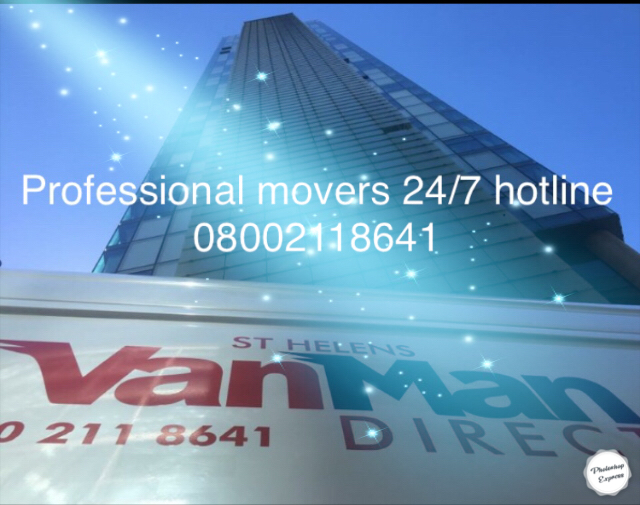 Professional movers 24/7 hotline
08002118641
ST HELENS
VanMan
0 211 8641
DIRECT
Photoshop
Express